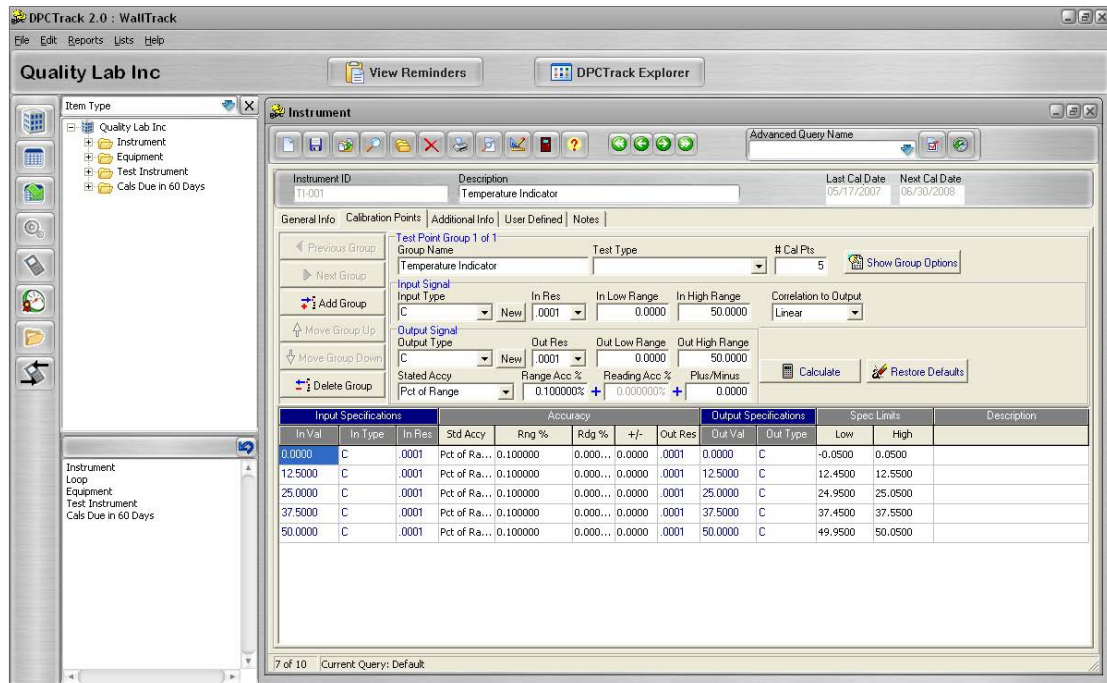 DPCTrack 2.0 : WallTrack
File Edit Reports Lists Help
Quality Lab Inc
View Reminders
DPCTrack Explorer
Item Type
Quality Lab Inc
Instrument
Equipment
Test Instrument
Cals Due in 60 Days
Instrument
Loop
Equipment
Test Instrument
Cals Due in 60 Days
Instrument
Advanced Query Name
Instrument ID Description Last Cal Date Next Cal Date
TI-001 Temperature Indicator 05/17/2007 06/30/2008
General Info Calibration Points Additional Info User Defined Notes
Previous Group
Next Group
Add Group
Move Group Up
Move Group Down
Delete Group
Test Point Group 1 of 1
Group Name Test Type # Cal Pts
Temperature Indicator 5 Show Group Options
Input Signal
Input Type In Res In Low Range In High Range Correlation to Output
C New .0001 0.0000 50.0000 Linear
Output Signal
Output Type Out Res Out Low Range Out High Range
C New .0001 0.0000 50.0000
Stated Accy Range Acc % Reading Acc % Plus/Minus
Pct of Range 0.100000% + 0.000000% + 0.0000
Calculate Restore Defaults
Input Specifications Accuracy Output Specifications Spec Limits Description
In Val In Type In Res Std Accy Rng % Rdg % +/- Out Res Out Val Out Type Low High
0.0000 C .0001 Pct of Ra... 0.100000 0.000... 0.0000 .0001 0.0000 C -0.0500 0.0500
12.5000 C .0001 Pct of Ra... 0.100000 0.000... 0.0000 .0001 12.5000 C 12.4500 12.5500
25.0000 C .0001 Pct of Ra... 0.100000 0.000... 0.0000 .0001 25.0000 C 24.9500 25.0500
37.5000 C .0001 Pct of Ra... 0.100000 0.000... 0.0000 .0001 37.5000 C 37.4500 37.5500
50.0000 C .0001 Pct of Ra... 0.100000 0.000... 0.0000 .0001 50.0000 C 49.9500 50.0500
7 of 10 Current Query: Default